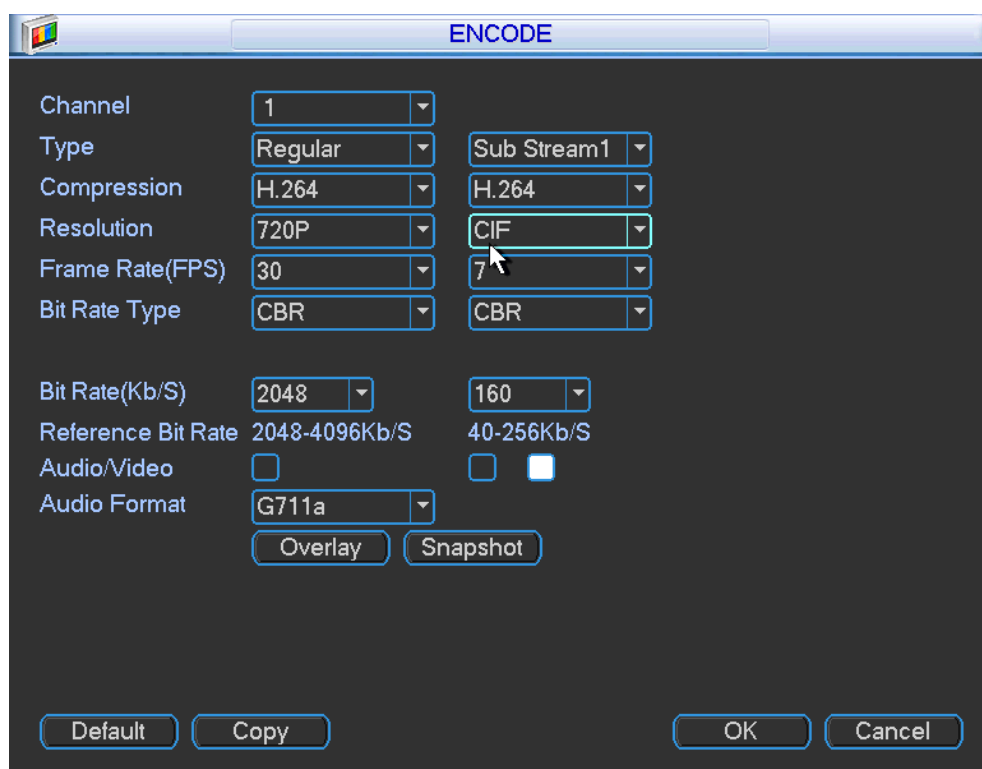 ENCODE
Channel 1
Type Regular Sub Stream1
Compression H.264 H.264
Resolution 720P CIF
Frame Rate(FPS) 30 7
Bit Rate Type CBR CBR
Bit Rate(Kb/S) 2048 160
Reference Bit Rate 2048-4096Kb/S 40-256Kb/S
Audio/Video
Audio Format G711a
Overlay Snapshot
Default Copy OK Cancel